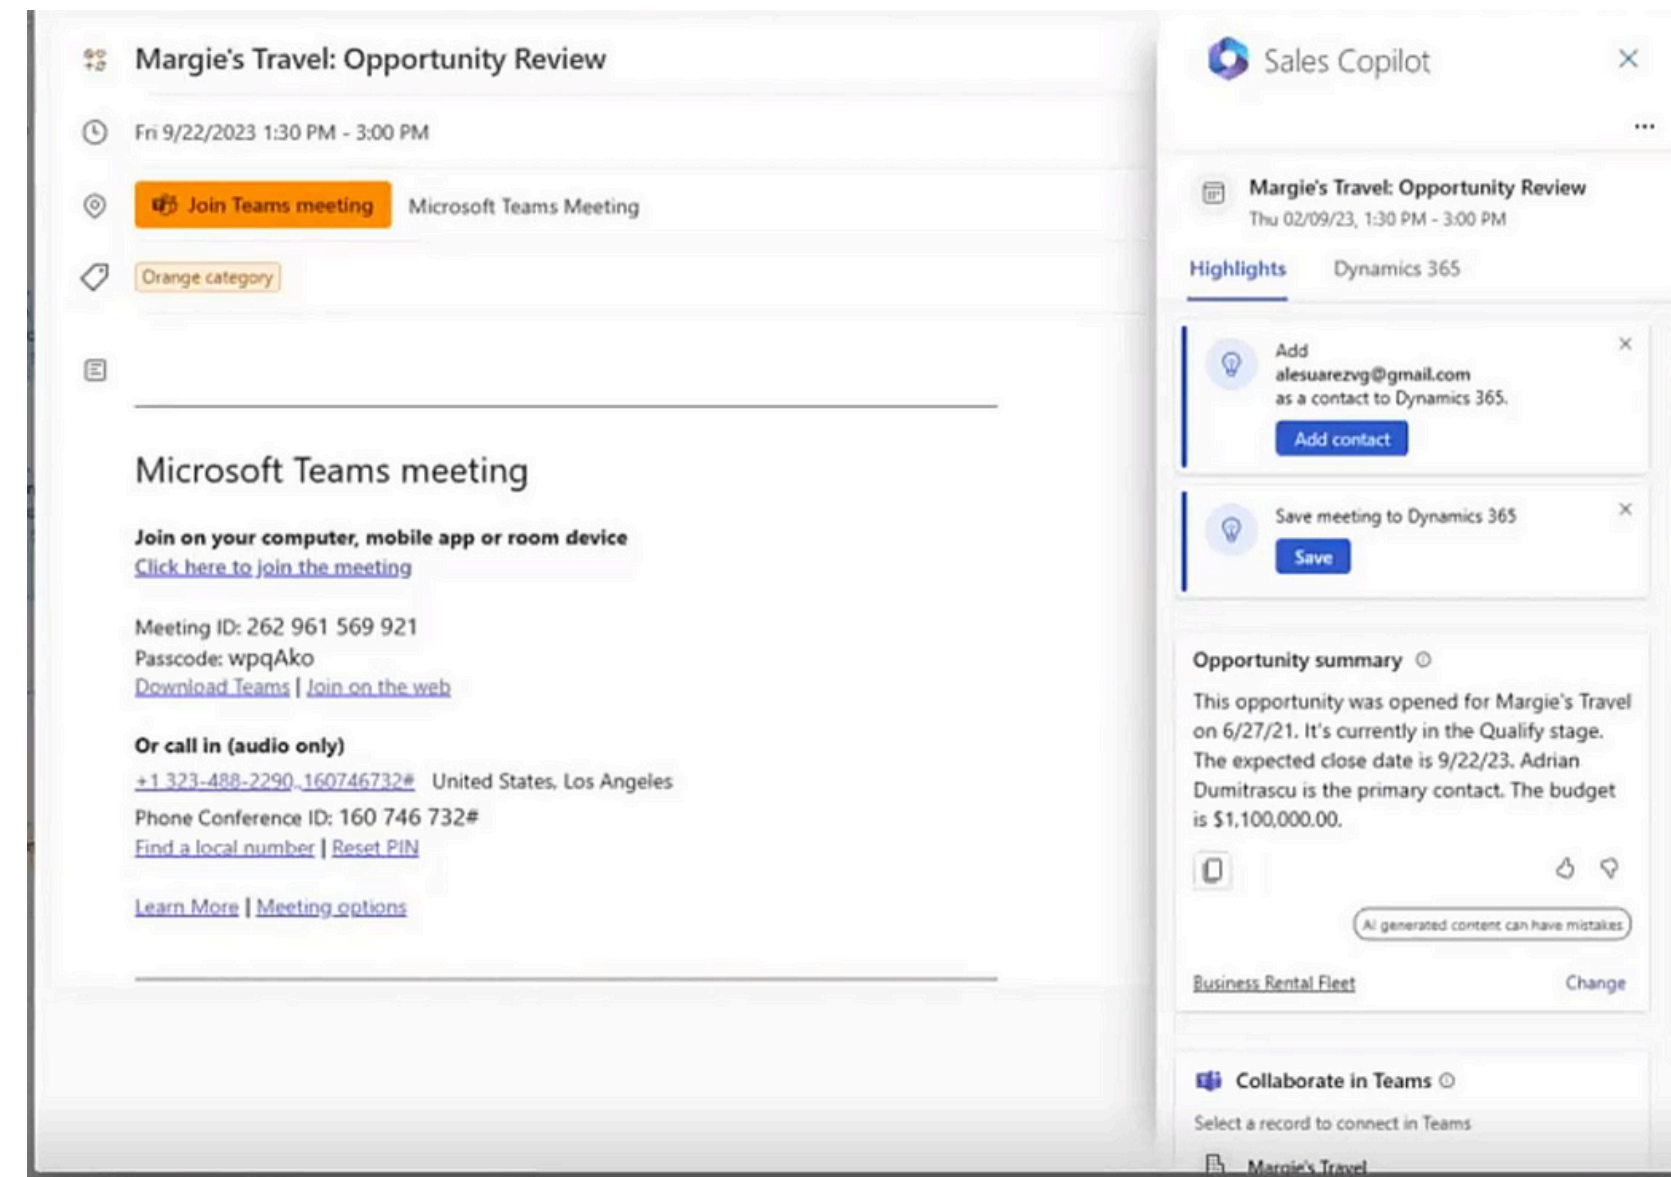 Margie's Travel: Opportunity Review
Fri 9/22/2023 1:30 PM - 3:00 PM
Join Teams meeting Microsoft Teams Meeting
Orange category
Microsoft Teams meeting
Join on your computer, mobile app or room device
Click here to join the meeting
Meeting ID: 262 961 569 921
Passcode: wpqAko
Download Teams | Join on the web
Or call in (audio only)
+1 323-488-2290,,160746732# United States, Los Angeles
Phone Conference ID: 160 746 732#
Find a local number | Reset PIN
Learn More | Meeting options
Sales Copilot
Margie's Travel: Opportunity Review
Thu 02/09/23, 1:30 PM - 3:00 PM
Highlights Dynamics 365
Add
alesuarezvg@gmail.com
as a contact to Dynamics 365.
Add contact
Save meeting to Dynamics 365
Save
Opportunity summary
This opportunity was opened for Margie's Travel
on 6/27/21. It's currently in the Qualify stage.
The expected close date is 9/22/23. Adrian
Dumitrascu is the primary contact. The budget
is $1,100,000.00.
AI generated content can have mistakes
Business Rental Fleet Change
Collaborate in Teams
Select a record to connect in Teams
Margie's Travel